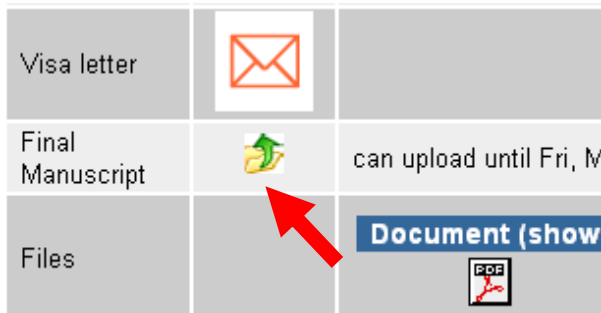 Visa letter
Final
Manuscript
can upload until Fri, M
Files
Document (show
PDF